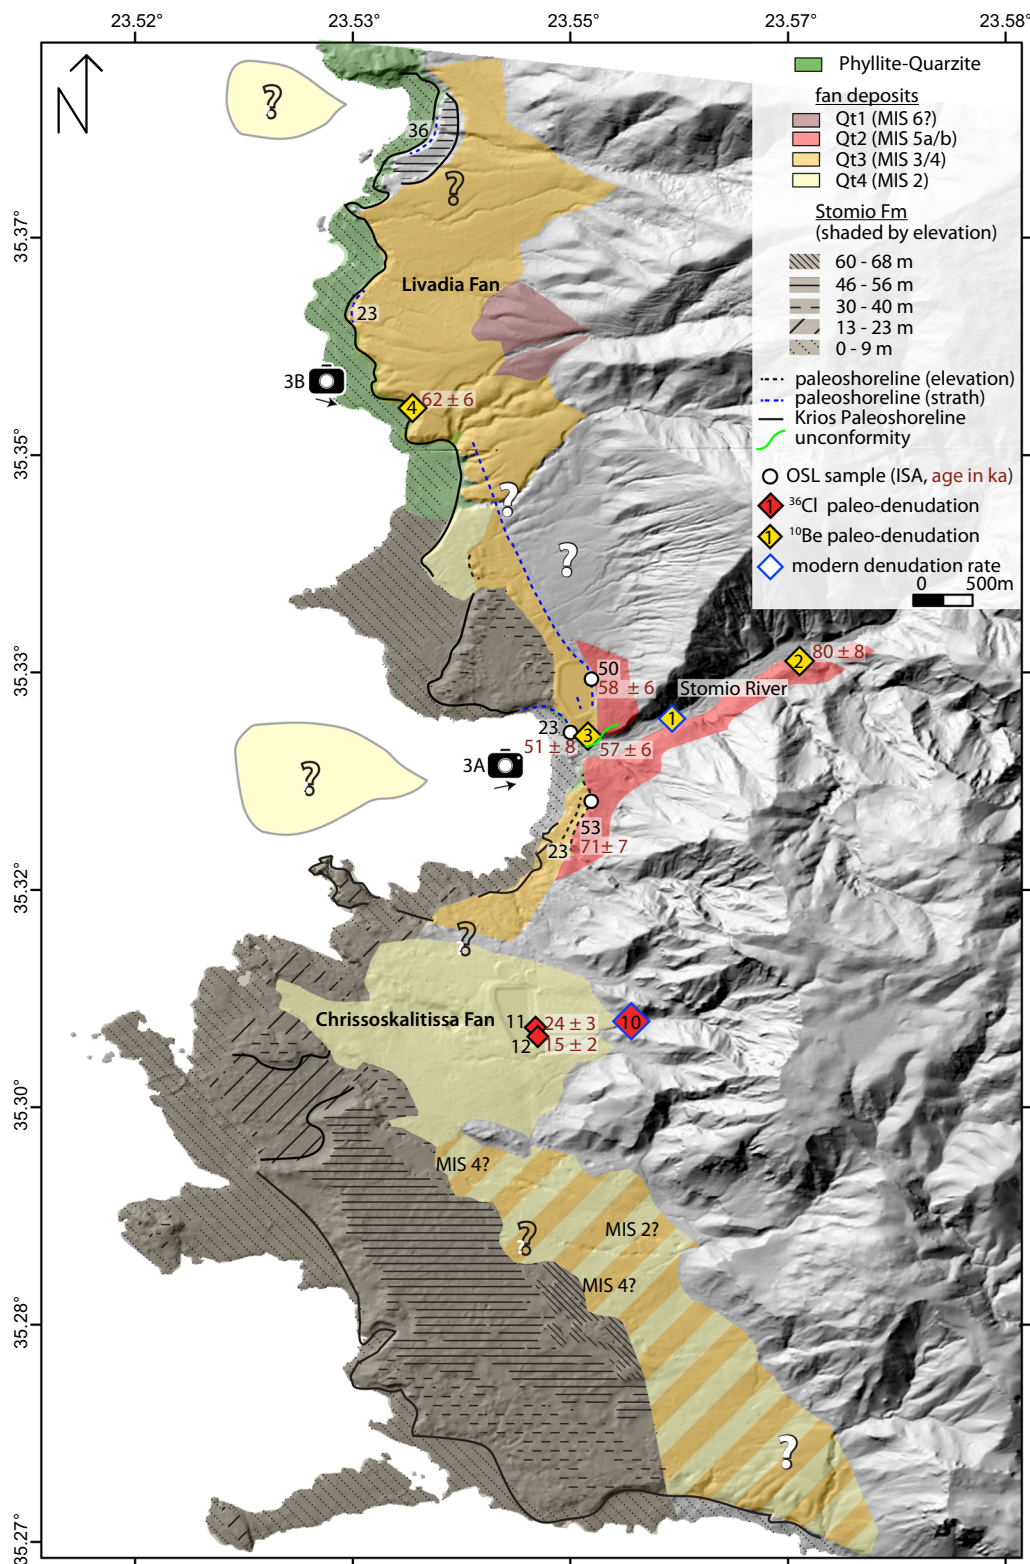 23.52°
23.53°
23.55°
23.57°
23.58°
N
?
Phyllite-Quarzite
fan deposits
Qt1 (MIS 6?)
Qt2 (MIS 5a/b)
Qt3 (MIS 3/4)
Qt4 (MIS 2)
Stomio Fm
(shaded by elevation)
60 - 68 m
46 - 56 m
30 - 40 m
13 - 23 m
0 - 9 m
paleoshoreline (elevation)
paleoshoreline (strath)
Krios Paleoshoreline
unconformity
OSL sample (ISA, age in ka)
1 36Cl paleo-denudation
1 10Be paleo-denudation
modern denudation rate
0 500m
36
?
35.37°
Livadia Fan
23
3B
4 62 ± 6
35.35°
?
?
35.33°
50
58 ± 6
2 80 ± 8
Stomio River
1
23
51 ± 8
3
57 ± 6
3A
?
53
71± 7
23
35.32°
?
Chrissoskalitissa Fan
11 24 ± 3
12 15 ± 2
10
35.30°
MIS 4?
MIS 2?
?
MIS 4?
35.28°
?
35.27°